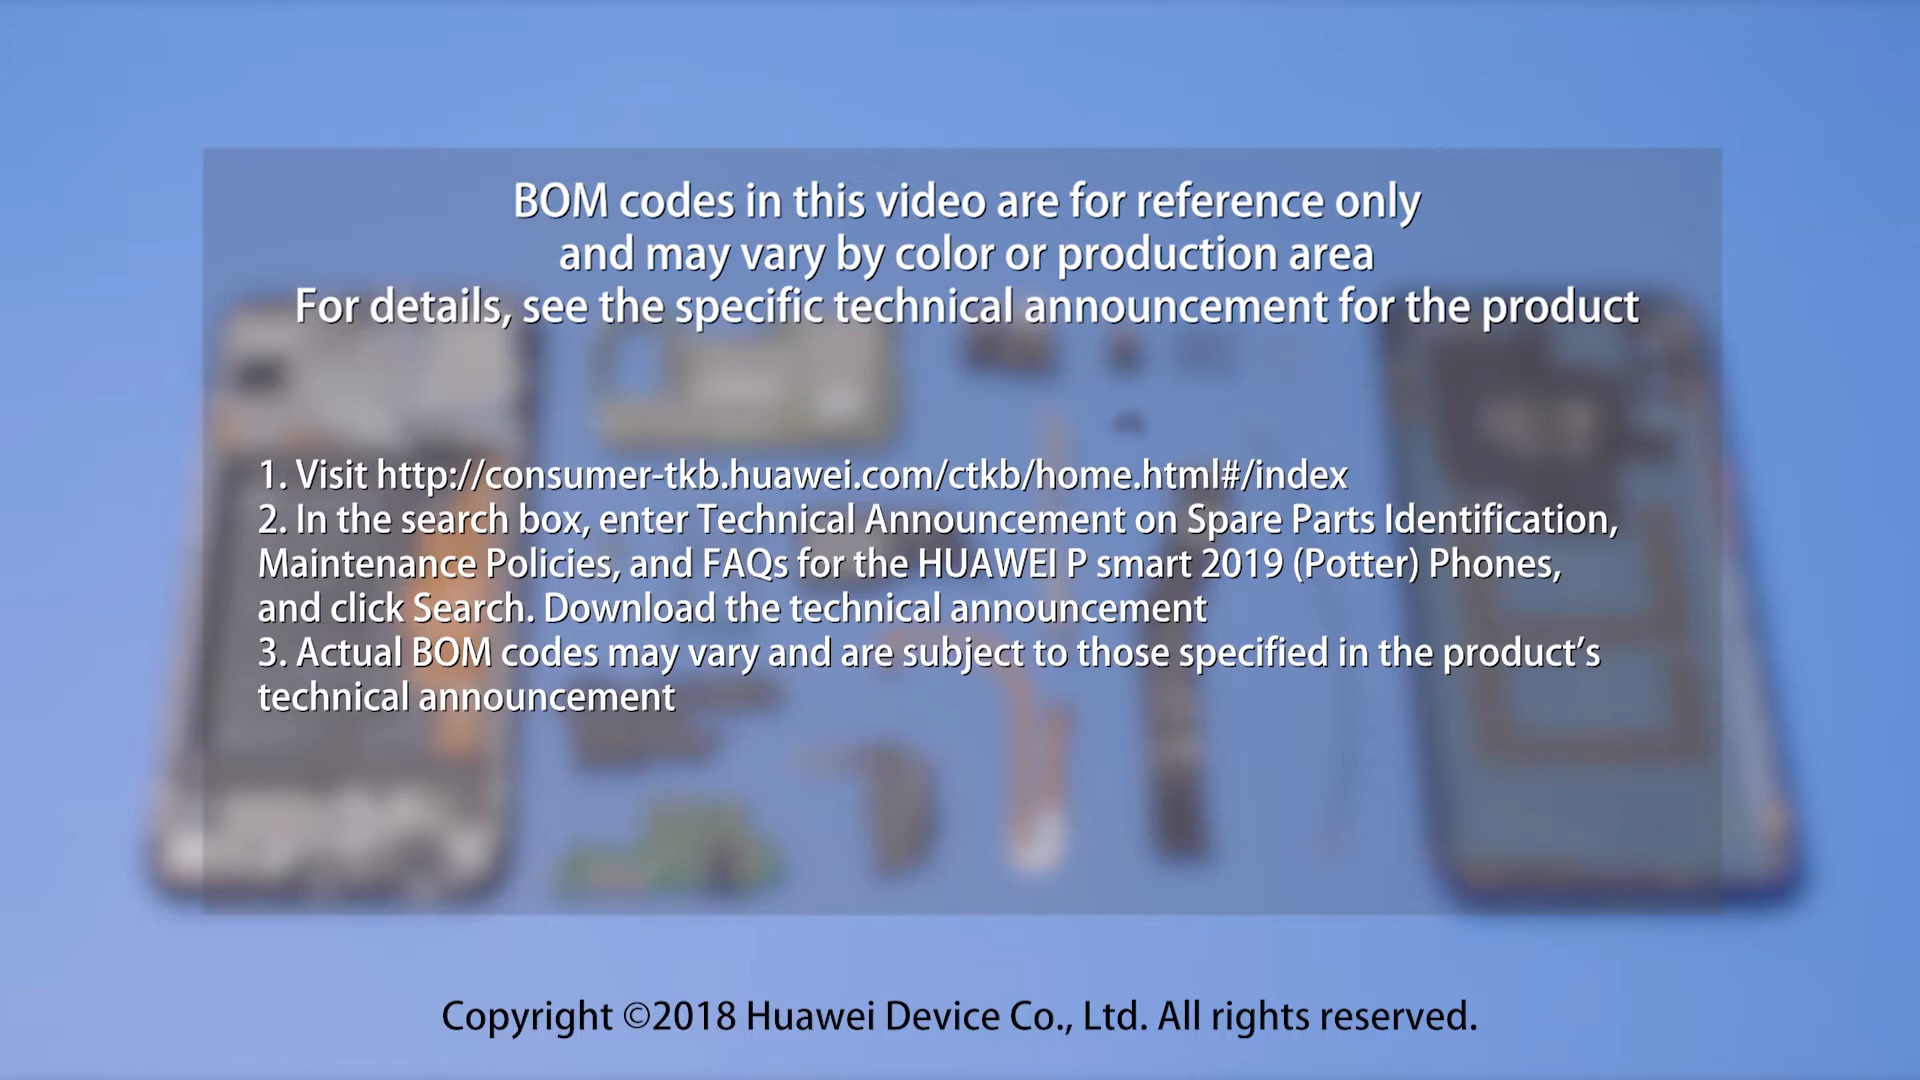 BOM codes in this video are for reference only
and may vary by color or production area
For details, see the specific technical announcement for the product
1. Visit http://consumer-tkb.huawei.com/ctkb/home.html#/index
2. In the search box, enter Technical Announcement on Spare Parts Identification,
Maintenance Policies, and FAQs for the HUAWEI P smart 2019 (Potter) Phones,
and click Search. Download the technical announcement
3. Actual BOM codes may vary and are subject to those specified in the product’s
technical announcement
Copyright ©2018 Huawei Device Co., Ltd. All rights reserved.